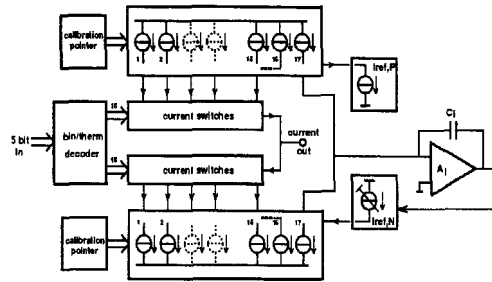 calibration
pointer
1 2 15 16 17
Iref,P
5 bit
in
bin/therm
decoder
16
current switches
current
out
16
current switches
CI
AI
calibration
pointer
1 2 15 16 17
Iref,N